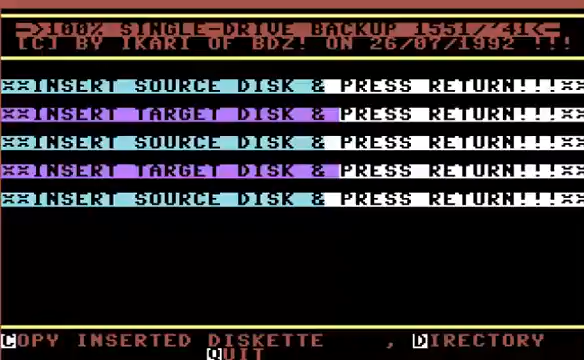 ->100% SINGLE-DRIVE BACKUP 1551/'41<-
[C] BY IKARI OF BDZ! ON 26/07/1992 !!!
**INSERT SOURCE DISK & PRESS RETURN!!!**
**INSERT TARGET DISK & PRESS RETURN!!!**
**INSERT SOURCE DISK & PRESS RETURN!!!**
**INSERT TARGET DISK & PRESS RETURN!!!**
**INSERT SOURCE DISK & PRESS RETURN!!!**
COPY INSERTED DISKETTE , DIRECTORY
QUIT